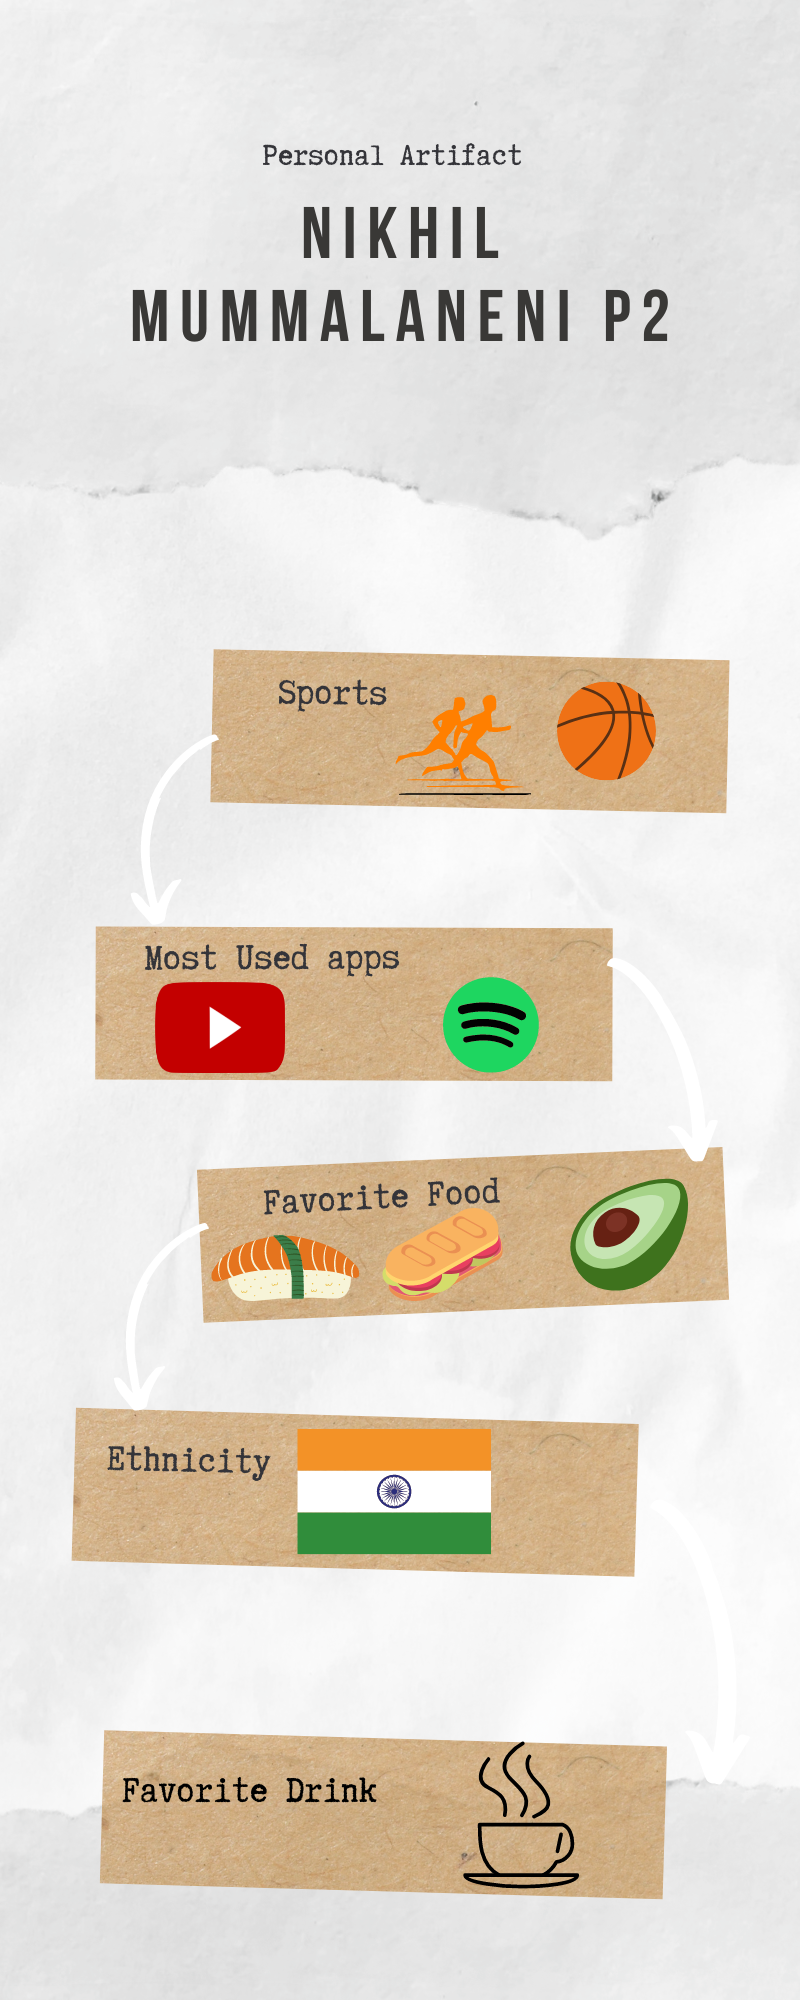 Personal Artifact
NIKHIL
MUMMALANENI P2
Sports
Most Used apps
Favorite Food
Ethnicity
Favorite Drink